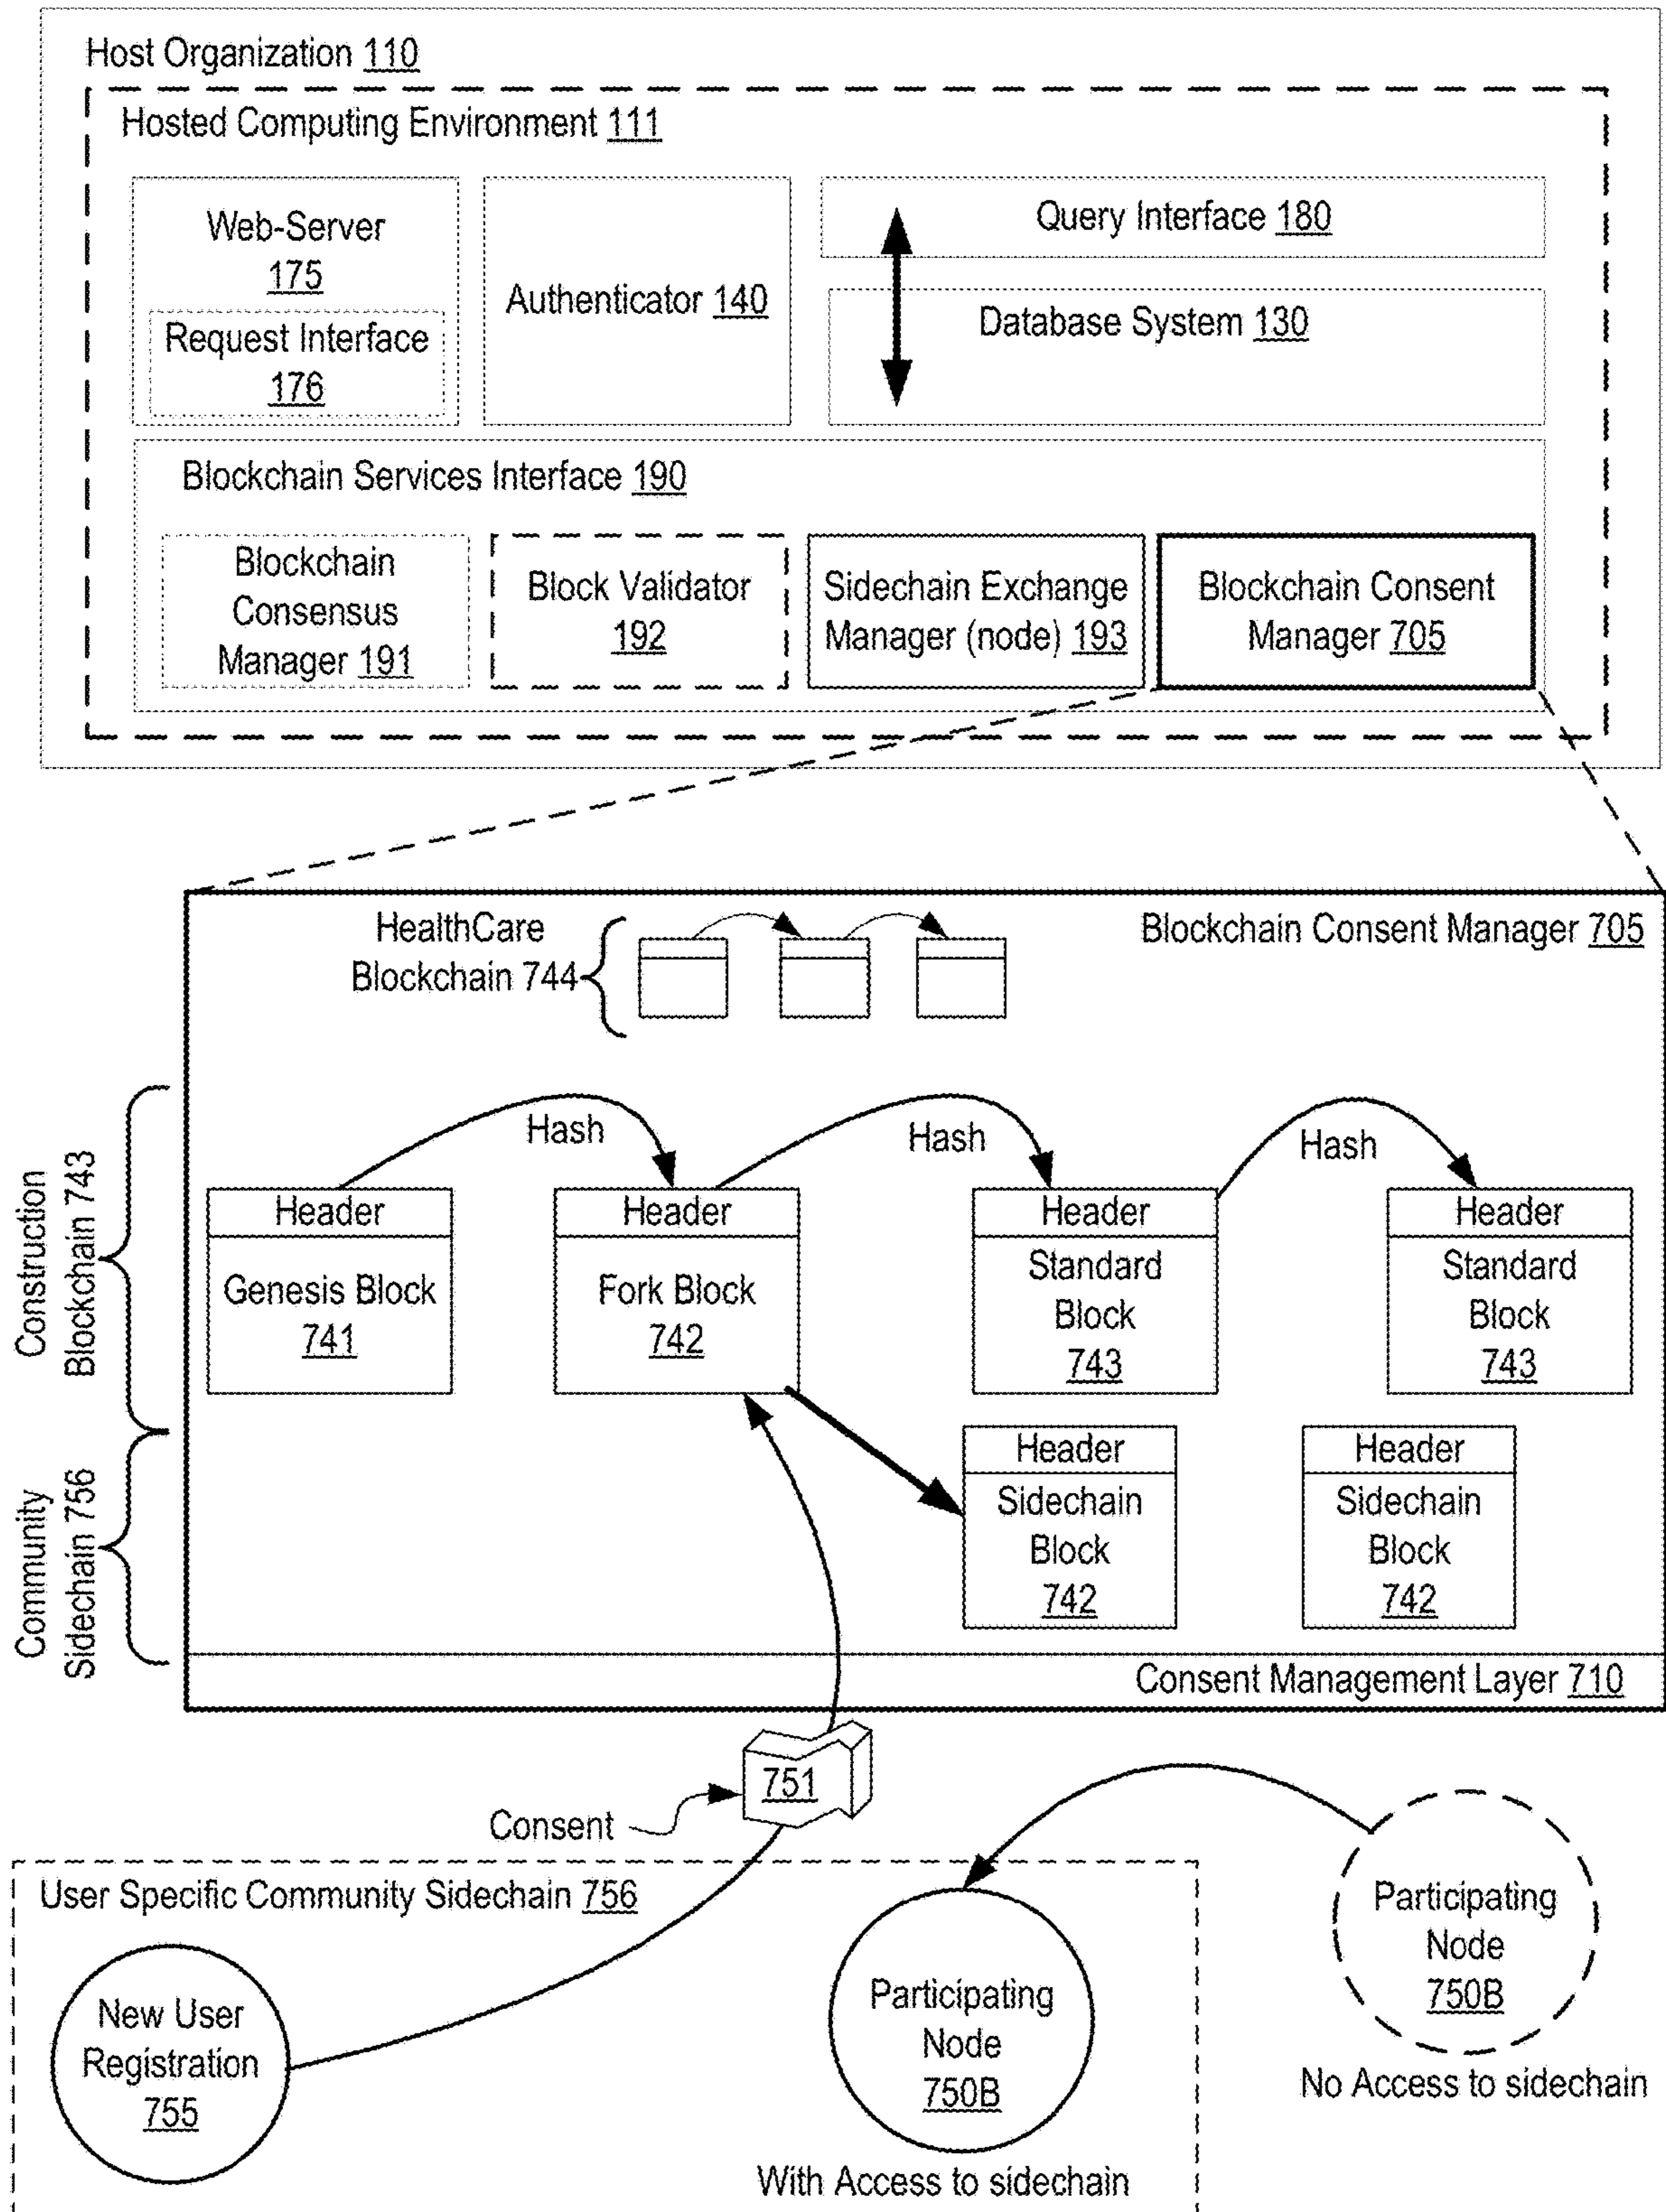 Host Organization 110
Hosted Computing Environment 111
Web-Server
175
Request Interface
176
Authenticator 140
Query Interface 180
Database System 130
Blockchain Services Interface 190
Blockchain
Consensus
Manager 191
Block Validator
192
Sidechain Exchange
Manager (node) 193
Blockchain Consent
Manager 705
HealthCare
Blockchain 744
Blockchain Consent Manager 705
Construction
Blockchain 743
Hash
Hash
Hash
Header
Genesis Block
741
Header
Fork Block
742
Header
Standard
Block
743
Header
Standard
Block
743
Community
Sidechain 756
Header
Sidechain
Block
742
Header
Sidechain
Block
742
Consent Management Layer 710
751
Consent
User Specific Community Sidechain 756
New User
Registration
755
Participating
Node
750B
With Access to sidechain
Participating
Node
750B
No Access to sidechain